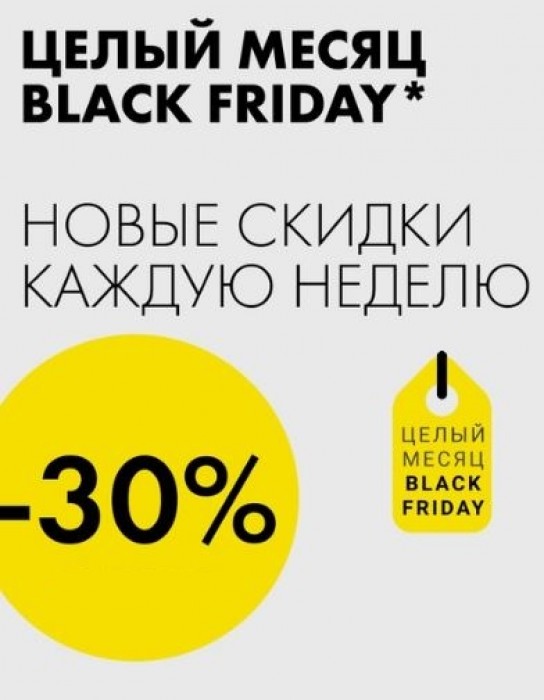 ЦЕЛЫЙ МЕСЯЦ
BLACK FRIDAY*
НОВЫЕ СКИДКИ
КАЖДУЮ НЕДЕЛЮ
-30%
ЦЕЛЫЙ
МЕСЯЦ
BLACK
FRIDAY